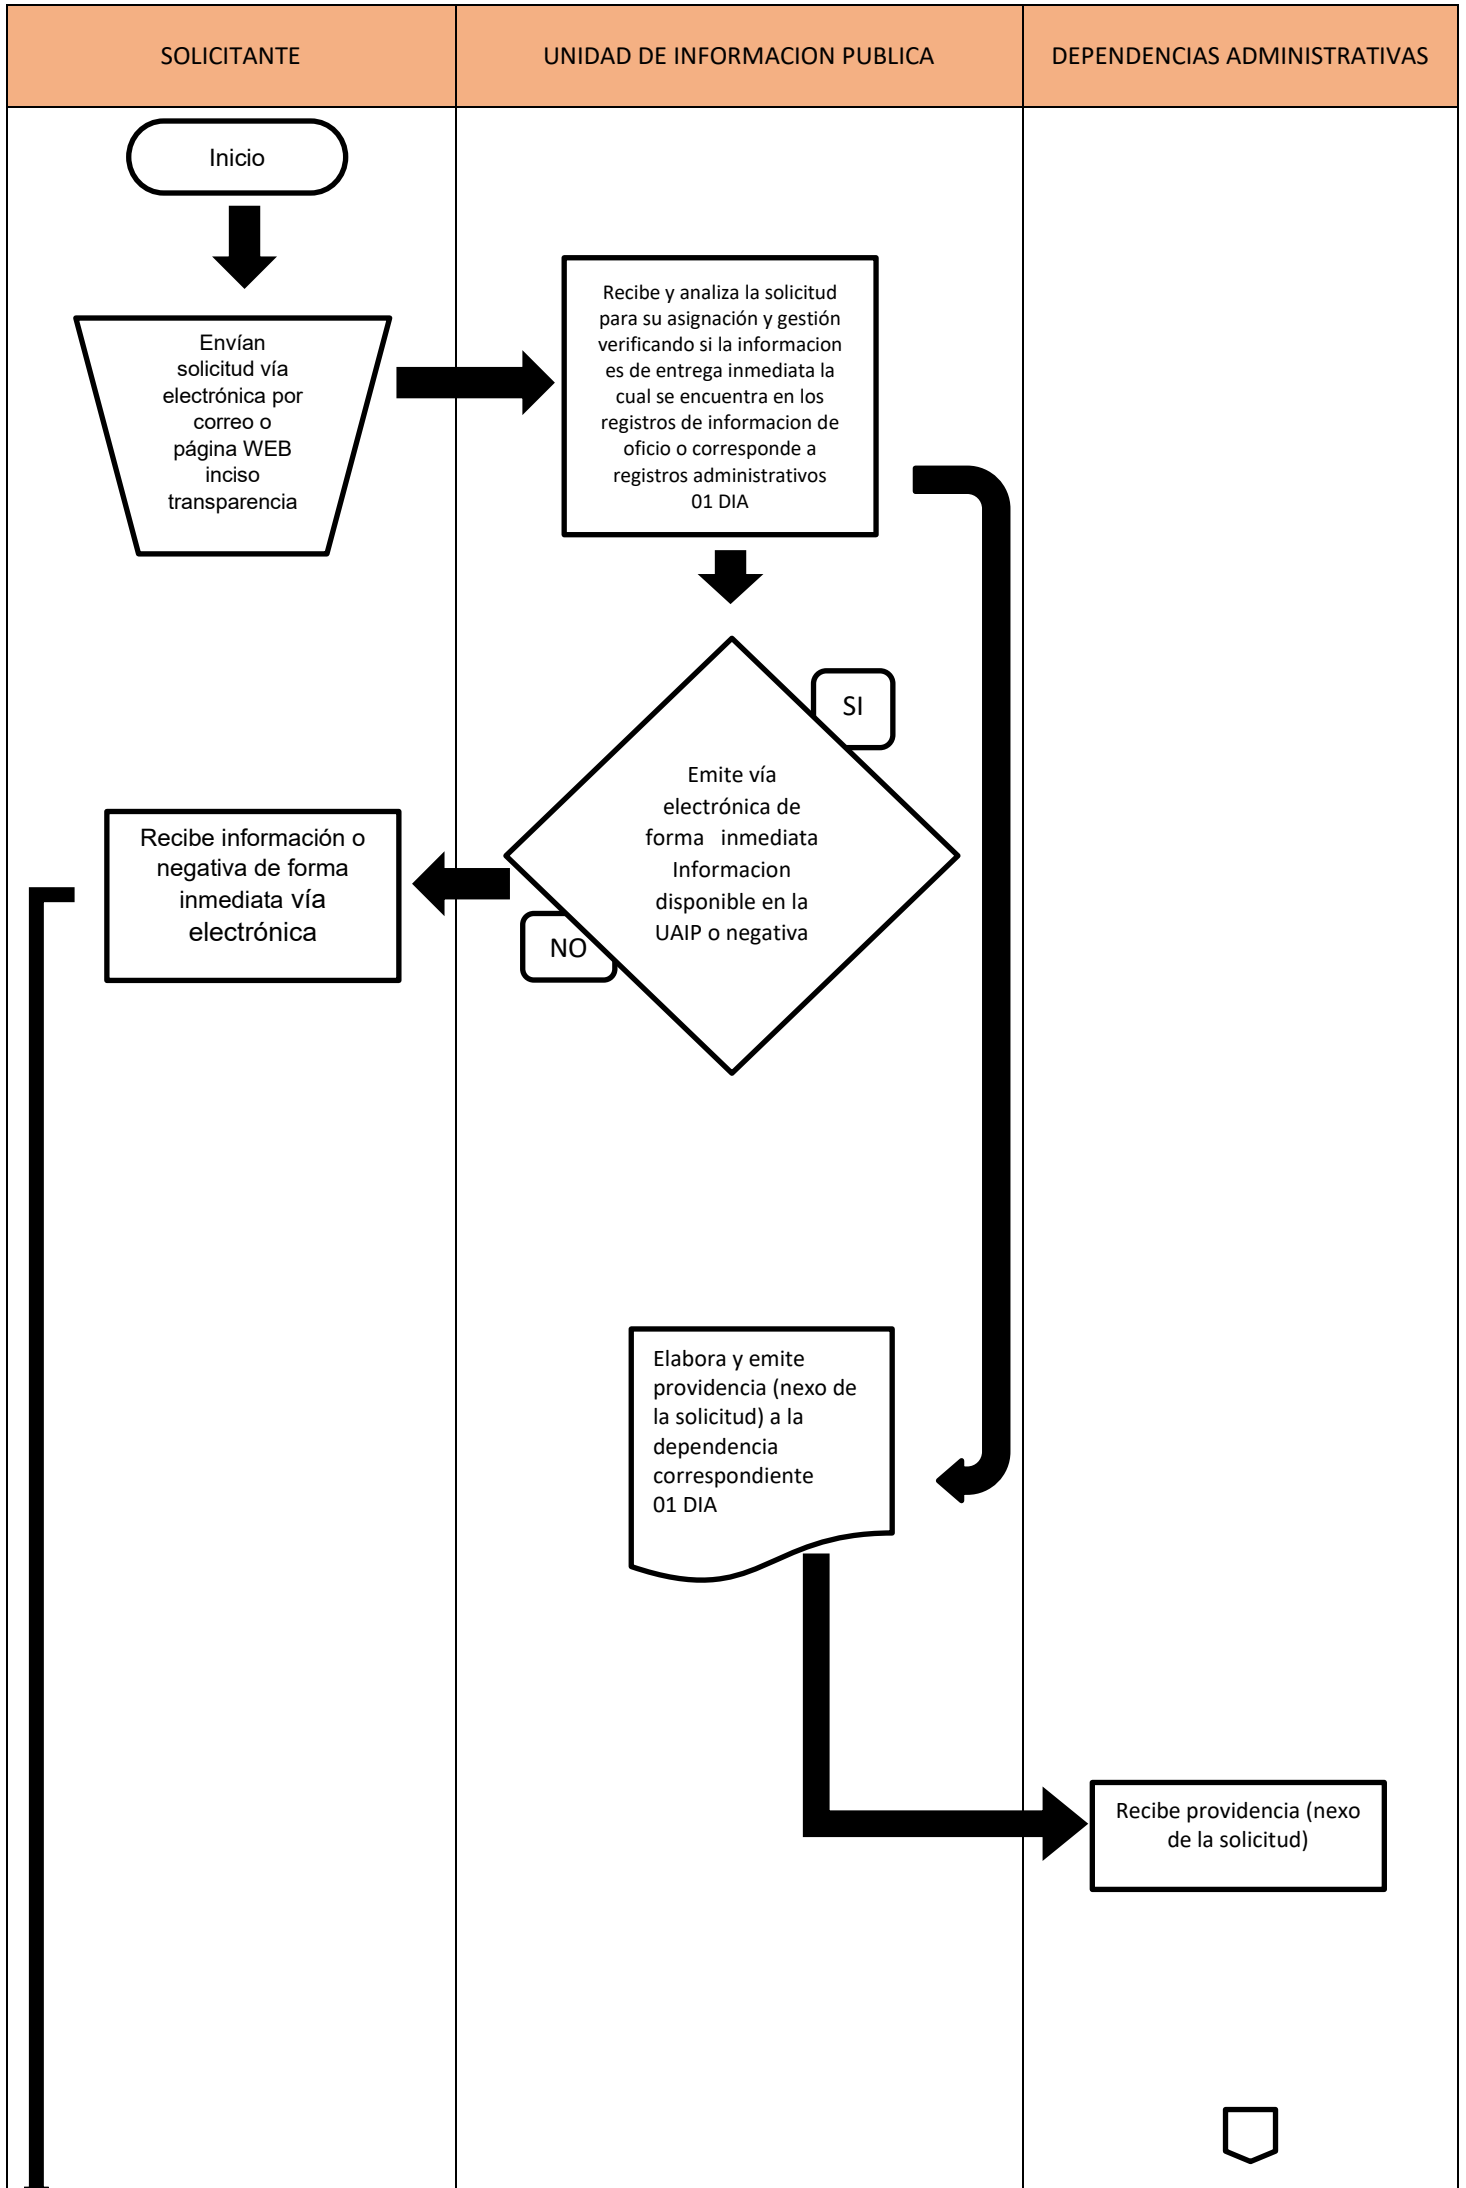 SOLICITANTE
UNIDAD DE INFORMACION PUBLICA
DEPENDENCIAS ADMINISTRATIVAS
Inicio
Envían
solicitud vía
electrónica por
correo o
página WEB
inciso
transparencia
Recibe y analiza la solicitud
para su asignación y gestión
verificando si la informacion
es de entrega inmediata la
cual se encuentra en los
registros de informacion de
oficio o corresponde a
registros administrativos
01 DIA
SI
Emite vía
electrónica de
forma inmediata
Informacion
disponible en la
UAIP o negativa
NO
Recibe información o
negativa de forma
inmediata vía
electrónica
Elabora y emite
providencia (nexo de
la solicitud) a la
dependencia
correspondiente
01 DIA
Recibe providencia (nexo
de la solicitud)